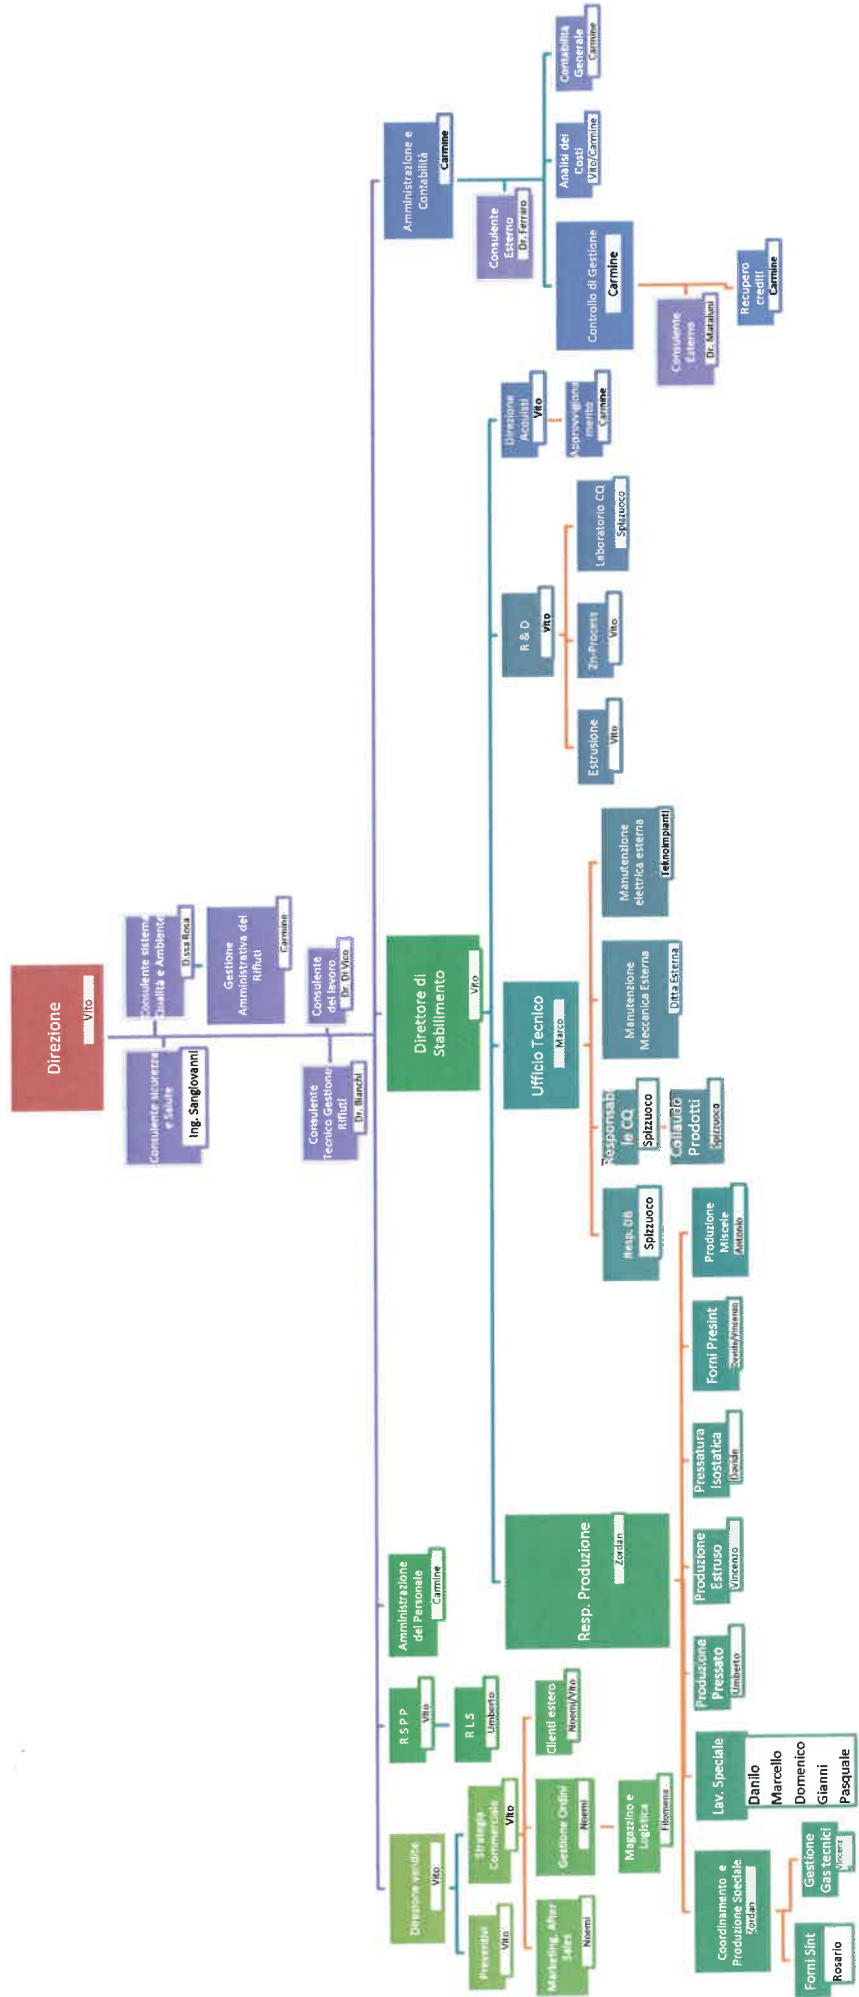 Direzione
Vito
Consulente sicurezza
e Salute
Ing. Sangiovanni
Consulente sistema
Qualità e Ambiente
D.ssa Rosa
Gestione
Amministrativa dei
Rifiuti
Carmine
Consulente
Tecnico Gestione
Rifiuti
Dr. Bianchi
Consulente
del lavoro
Dr. Di Vico
Direzione vendite
Vito
Preventivi
Vito
Strategia
Commerciale
Vito
Marketing, After
Sales
Noemi
Gestione Ordini
Noemi
Magazzino e
Logistica
Filomena
Clienti estero
Noemi/Vito
R S P P
Vito
R L S
Umberto
Amministrazione
del Personale
Carmine
Direttore di
Stabilimento
Vito
Resp. Produzione
Zordan
Coordinamento e
Produzione Speciale
Zordan
Forni Sint
Rosario
Gestione
Gas tecnici
Vincenz
Lav. Speciale
Danilo
Marcello
Domenico
Gianni
Pasquale
Produzione
Pressato
Umberto
Produzione
Estruso
Vincenzo
Pressatura
Isostatica
Davide
Forni Presint
Davide/Vincenzo
Produzione
Miscele
Antonio
Ufficio Tecnico
Marco
Resp. DB
Spizzuoco
Responsabi
le CQ
Spizzuoco
Collaudo
Prodotti
Spizzuoco
Manutenzione
Meccanica Esterna
Ditta Esterna
Manutenzione
elettrica esterna
Teknoimpianti
R & D
Vito
Estrusione
Vito
Zn-Process
Vito
Laboratorio CQ
Spizzuoco
Direzione
Acquisti
Vito
Approvvigiona
mento
Carmine
Amministrazione e
Contabilità
Carmine
Consulente
Esterno
Dr. Ferraro
Controllo di Gestione
Carmine
Consulente
Esterno
Dr. Mataluni
Recupero
crediti
Carmine
Analisi dei
Costi
Vito/Carmine
Contabilità
Generale
Carmine